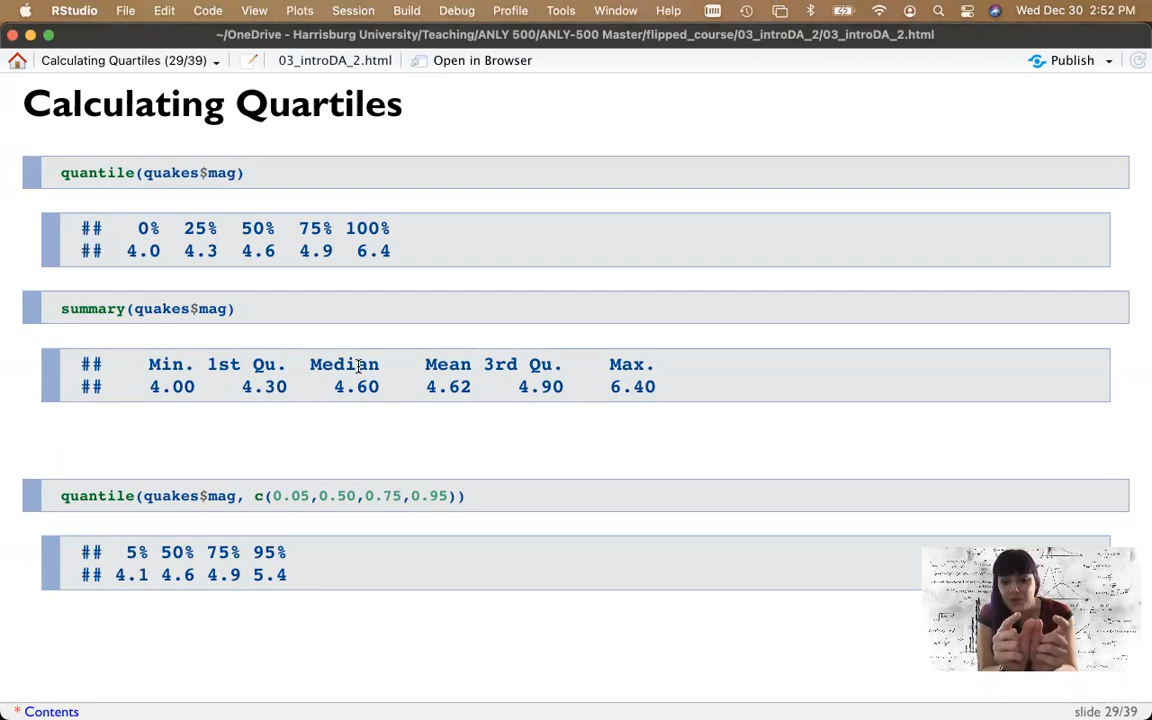 RStudio File Edit Code View Plots Session Build Debug Profile Tools Window Help Wed Dec 30 2:52 PM
~/OneDrive - Harrisburg University/Teaching/ANLY 500/ANLY-500 Master/flipped_course/03_introDA_2/03_introDA_2.html
Calculating Quartiles (29/39) 03_introDA_2.html Open in Browser Publish
Calculating Quartiles
quantile(quakes$mag)
## 0% 25% 50% 75% 100%
## 4.0 4.3 4.6 4.9 6.4
summary(quakes$mag)
## Min. 1st Qu. Median Mean 3rd Qu. Max.
## 4.00 4.30 4.60 4.62 4.90 6.40
quantile(quakes$mag, c(0.05,0.50,0.75,0.95))
## 5% 50% 75% 95%
## 4.1 4.6 4.9 5.4
* Contents slide 29/39